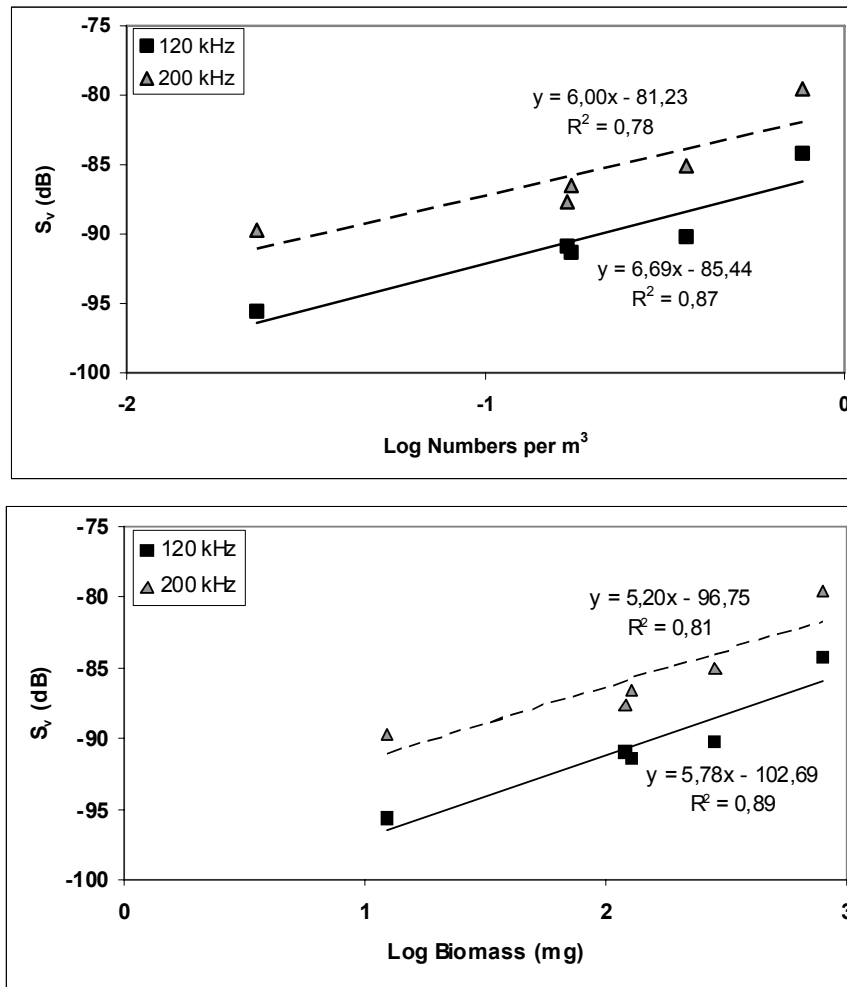 -75
120 kHz
200 kHz
-80
y = 6,00x - 81,23
R² = 0,78
-85
Sv (dB)
-90
y = 6,69x - 85,44
R² = 0,87
-95
-100
-2
-1
0
Log Numbers per m³
-75
120 kHz
200 kHz
-80
y = 5,20x - 96,75
R² = 0,81
-85
Sv (dB)
-90
y = 5,78x - 102,69
R² = 0,89
-95
-100
0
1
2
3
Log Biomass (mg)